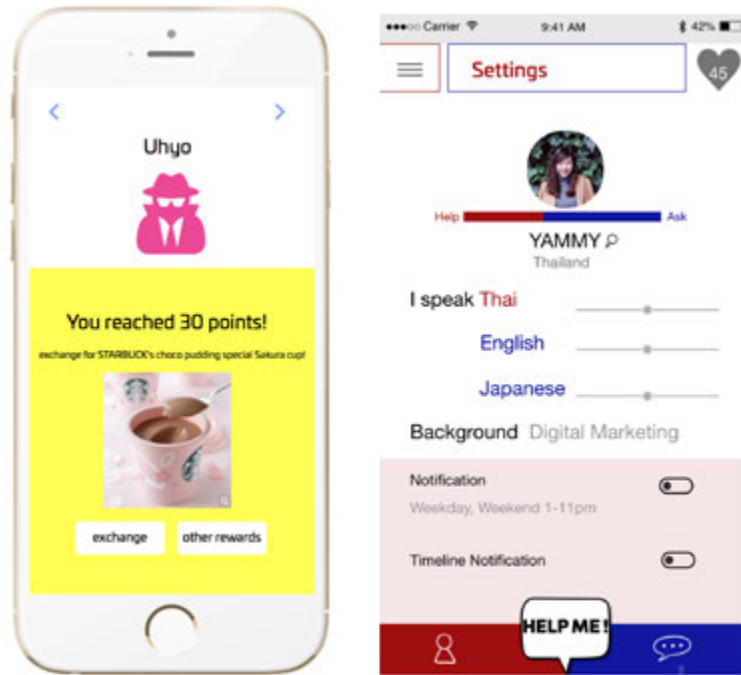 Uhyo
You reached 30 points!
exchange for STARBUCK's choco pudding special Sakura cup!
exchange
other rewards
Carrier
9:41 AM
42%
Settings
45
Help
Ask
YAMMY
Thailand
I speak Thai
English
Japanese
Background Digital Marketing
Notification
Weekday, Weekend 1-11pm
Timeline Notification
HELP ME!